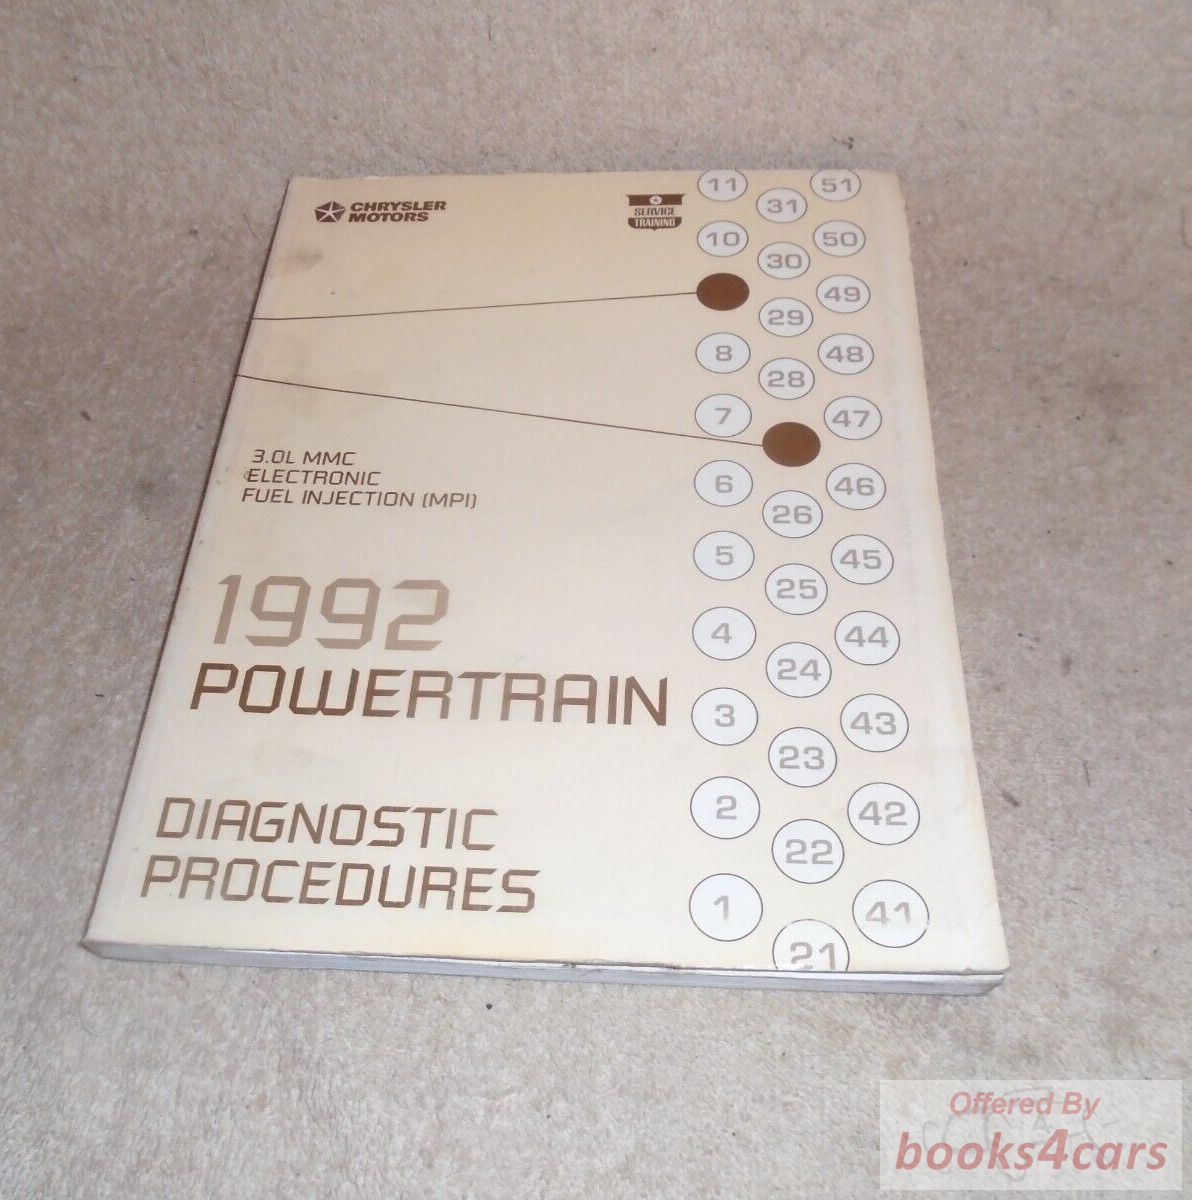 CHRYSLER
MOTORS
SERVICE
TRAINING
3.0L MMC
ELECTRONIC
FUEL INJECTION (MPI)
1992
POWERTRAIN
DIAGNOSTIC
PROCEDURES
11 31 51
10 30 50
29 49
8 28 48
7 47
6 26 46
5 25 45
4 24 44
3 23 43
2 22 42
1 21 41
Offered By
books4cars